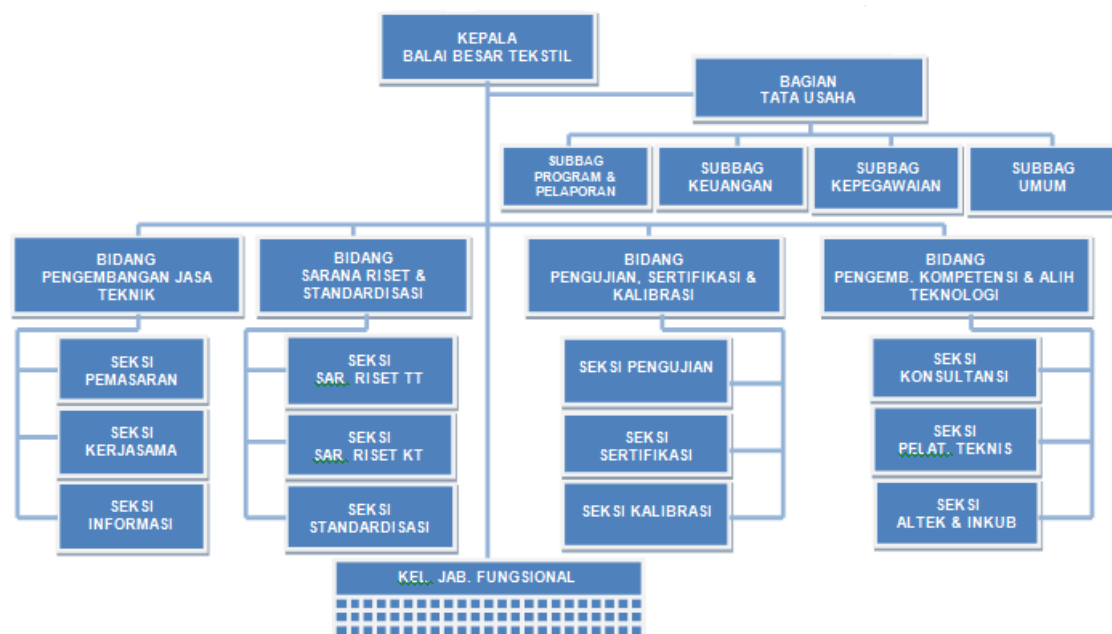 KEPALA
BALAI BESAR TEKSTIL
BAGIAN
TATA USAHA
SUBBAG
PROGRAM &
PELAPORAN
SUBBAG
KEUANGAN
SUBBAG
KEPEGAWAIAN
SUBBAG
UMUM
BIDANG
PENGEMBANGAN JASA
TEKNIK
BIDANG
SARANA RISET &
STANDARDISASI
BIDANG
PENGUJIAN, SERTIFIKASI &
KALIBRASI
BIDANG
PENGEMB. KOMPETENSI & ALIH
TEKNOLOGI
SEKSI
PEMASARAN
SEKSI
KERJASAMA
SEKSI
INFORMASI
SEKSI
SAR. RISET TT
SEKSI
SAR. RISET KT
SEKSI
STANDARDISASI
SEKSI PENGUJIAN
SEKSI
SERTIFIKASI
SEKSI KALIBRASI
SEKSI
KONSULTANSI
SEKSI
PELAT. TEKNIS
SEKSI
ALTEK & INKUB
KEL. JAB. FUNGSIONAL